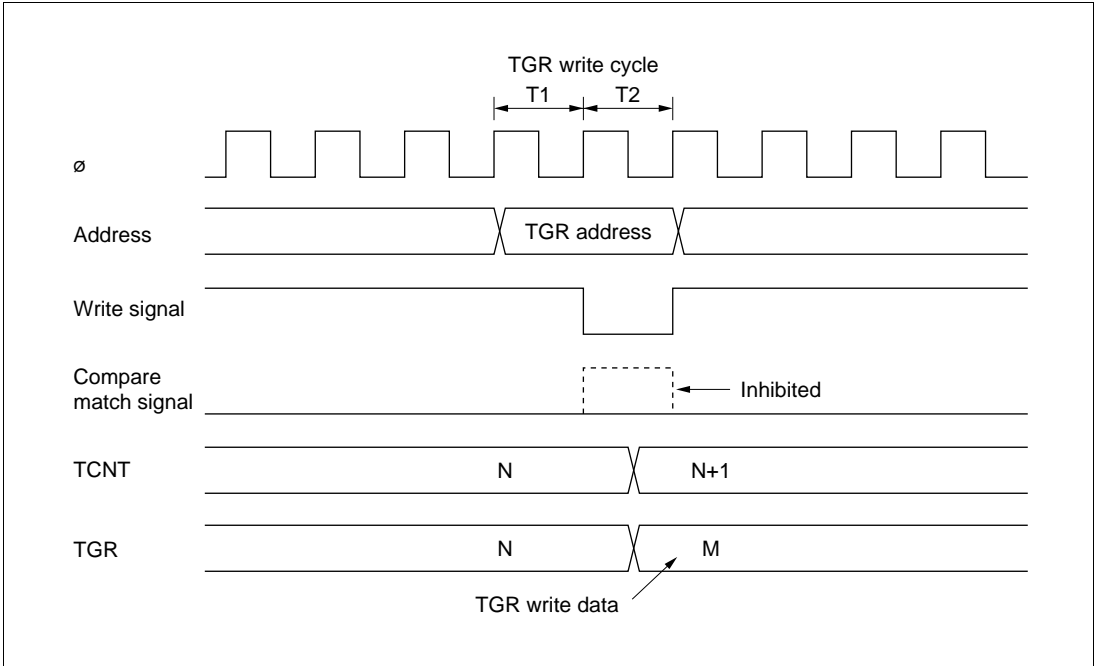 TGR write cycle
T1 T2
ø
Address
TGR address
Write signal
Compare
match signal
Inhibited
TCNT
N
N+1
TGR
N
M
TGR write data